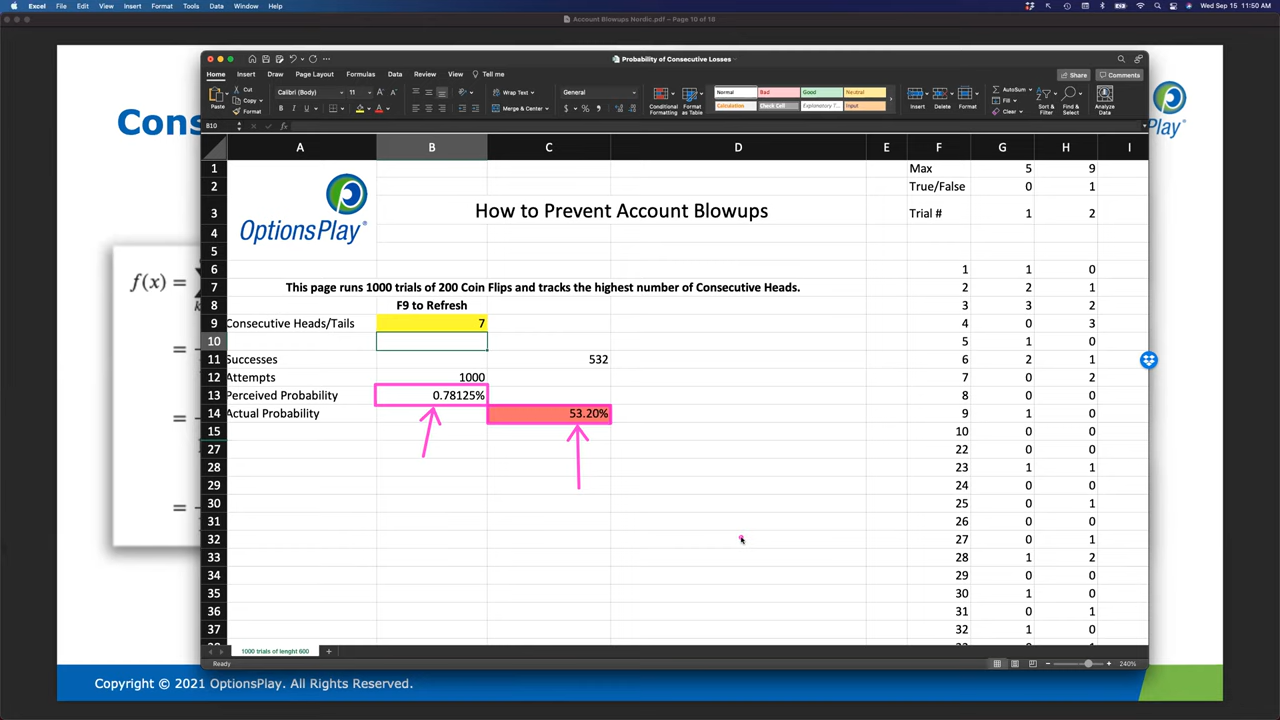 Excel File Edit View Insert Format Tools Data Window Help
Wed Sep 15 11:50 AM
Account Blowups Nordic.pdf – Page 10 of 18
Cons
Play
f(x) =
=
=
=
Copyright © 2021 OptionsPlay. All Rights Reserved.
Probability of Consecutive Losses
Home Insert Draw Page Layout Formulas Data Review View Tell me
Share Comments
Paste
Cut
Copy
Format
Calibri (Body) 11
B I U
Wrap Text
Merge & Center
General
$ % ,
Conditional Formatting
Format as Table
Normal Bad Good Neutral
Calculation Check Cell Explanatory T... Input
Insert Delete Format
AutoSum
Fill
Clear
Sort & Filter
Find & Select
Analyze Data
B10 fx
A B C D E F G H I
1 Max 5 9
2 True/False 0 1
OptionsPlay
3 How to Prevent Account Blowups Trial # 1 2
4
5
6 1 1 0
7 This page runs 1000 trials of 200 Coin Flips and tracks the highest number of Consecutive Heads. 2 2 1
8 F9 to Refresh 3 3 2
9 Consecutive Heads/Tails 7 4 0 3
10 5 1 0
11 Successes 532 6 2 1
12 Attempts 1000 7 0 2
13 Perceived Probability 0.78125% 8 0 0
14 Actual Probability 53.20% 9 1 0
15 10 0 0
27 22 0 0
28 23 1 1
29 24 0 0
30 25 0 1
31 26 0 0
32 27 0 1
33 28 1 2
34 29 0 0
35 30 1 0
36 31 0 1
37 32 1 0
1000 trials of lenght 600
Ready
240%